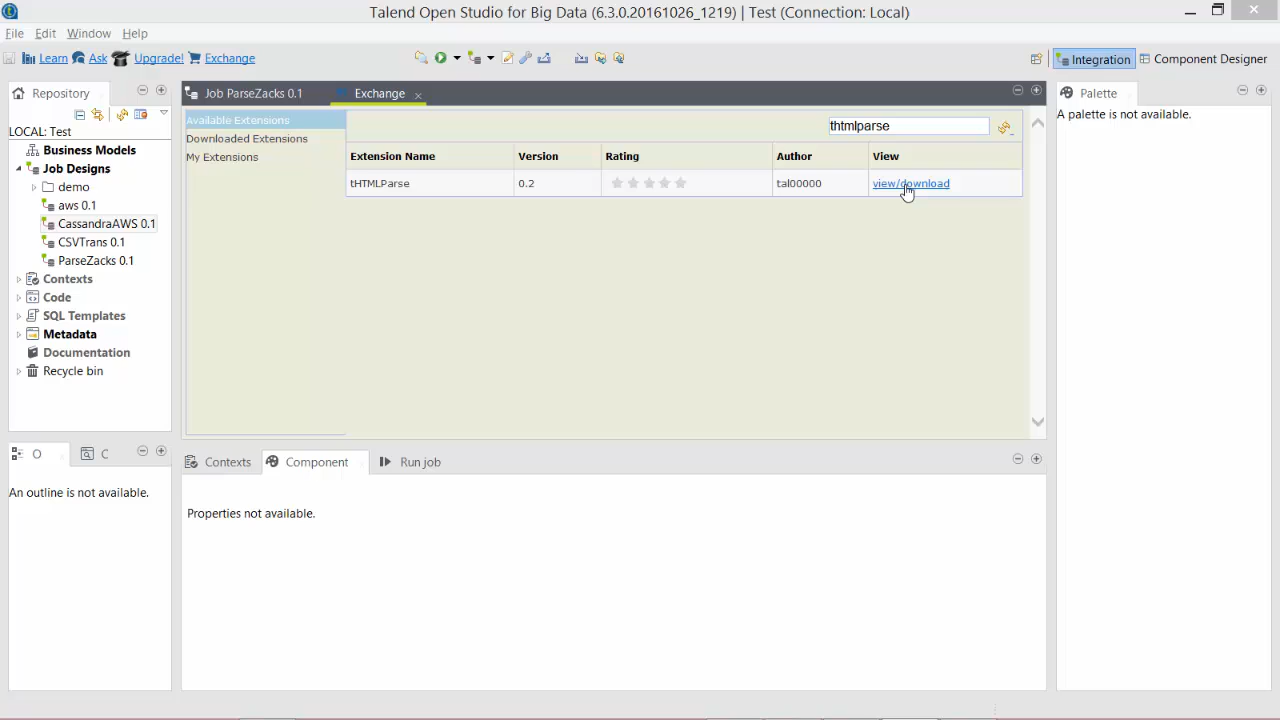 Talend Open Studio for Big Data (6.3.0.20161026_1219) | Test (Connection: Local)
File Edit Window Help
Learn Ask Upgrade! Exchange
Integration Component Designer
Repository
LOCAL: Test
Business Models
Job Designs
demo
aws 0.1
CassandraAWS 0.1
CSVTrans 0.1
ParseZacks 0.1
Contexts
Code
SQL Templates
Metadata
Documentation
Recycle bin
O C
An outline is not available.
Job ParseZacks 0.1 Exchange
Available Extensions
Downloaded Extensions
My Extensions
thtmlparse
Extension Name Version Rating Author View
tHTMLParse 0.2 tal00000 view/download
Contexts Component Run job
Properties not available.
Palette
A palette is not available.